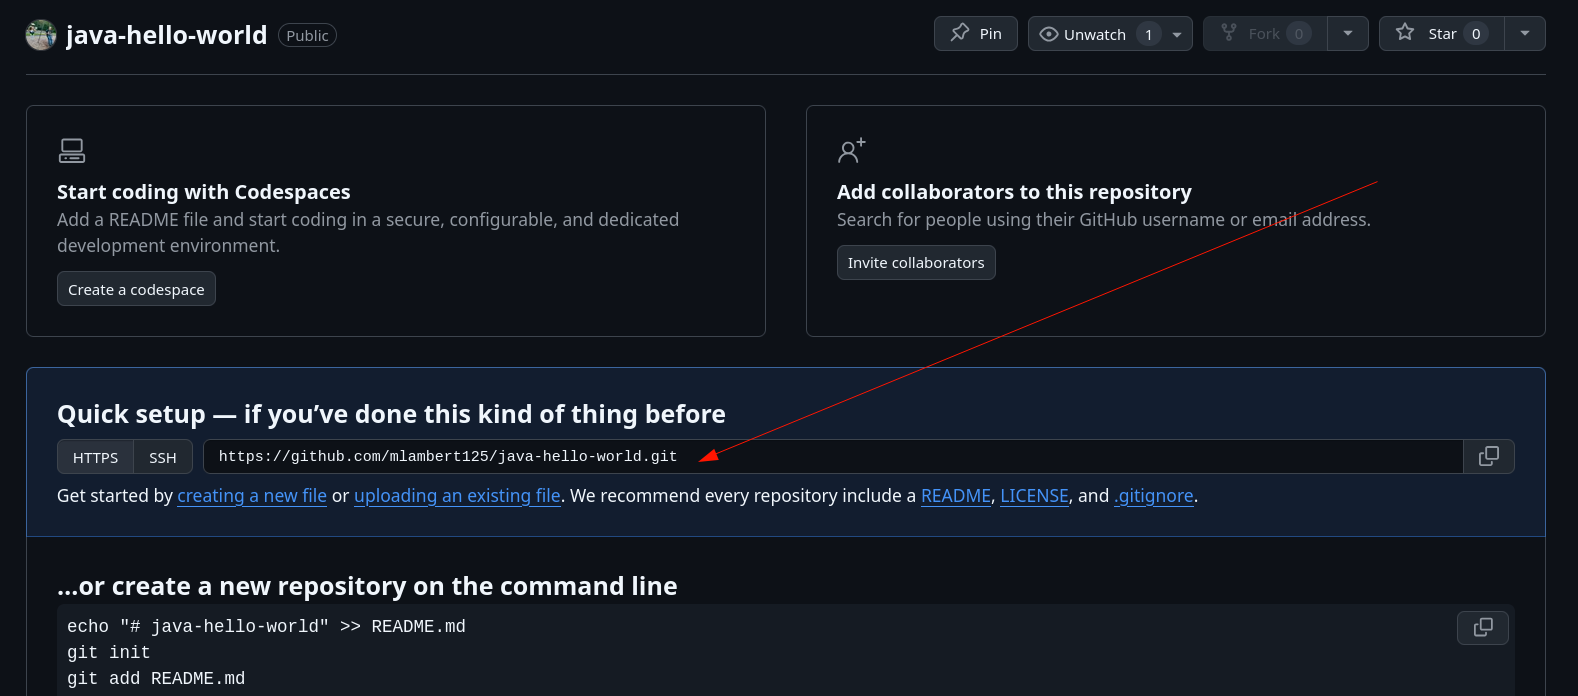 java-hello-world Public
Pin
Unwatch 1
Fork 0
Star 0
Start coding with Codespaces
Add a README file and start coding in a secure, configurable, and dedicated
development environment.
Create a codespace
Add collaborators to this repository
Search for people using their GitHub username or email address.
Invite collaborators
Quick setup — if you’ve done this kind of thing before
HTTPS SSH https://github.com/mlambert125/java-hello-world.git
Get started by creating a new file or uploading an existing file. We recommend every repository include a README, LICENSE, and .gitignore.
…or create a new repository on the command line
echo "# java-hello-world" >> README.md
git init
git add README.md